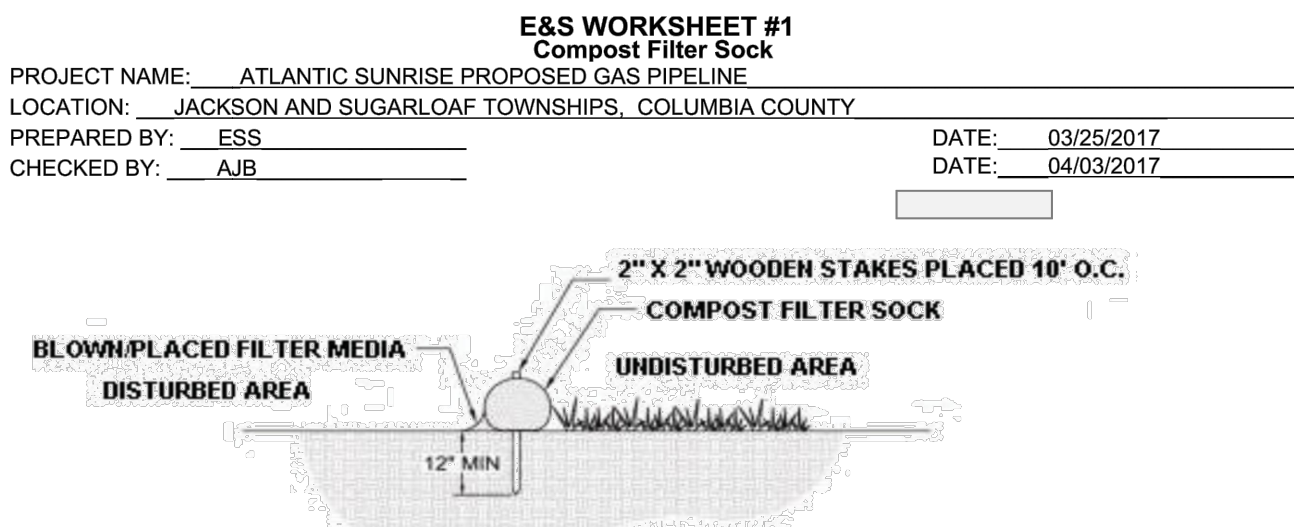 E&S WORKSHEET #1
Compost Filter Sock
PROJECT NAME: ATLANTIC SUNRISE PROPOSED GAS PIPELINE
LOCATION: JACKSON AND SUGARLOAF TOWNSHIPS, COLUMBIA COUNTY
PREPARED BY: ESS DATE: 03/25/2017
CHECKED BY: AJB DATE: 04/03/2017
2" X 2" WOODEN STAKES PLACED 10' O.C.
COMPOST FILTER SOCK
BLOWN/PLACED FILTER MEDIA
UNDISTURBED AREA
DISTURBED AREA
12" MIN